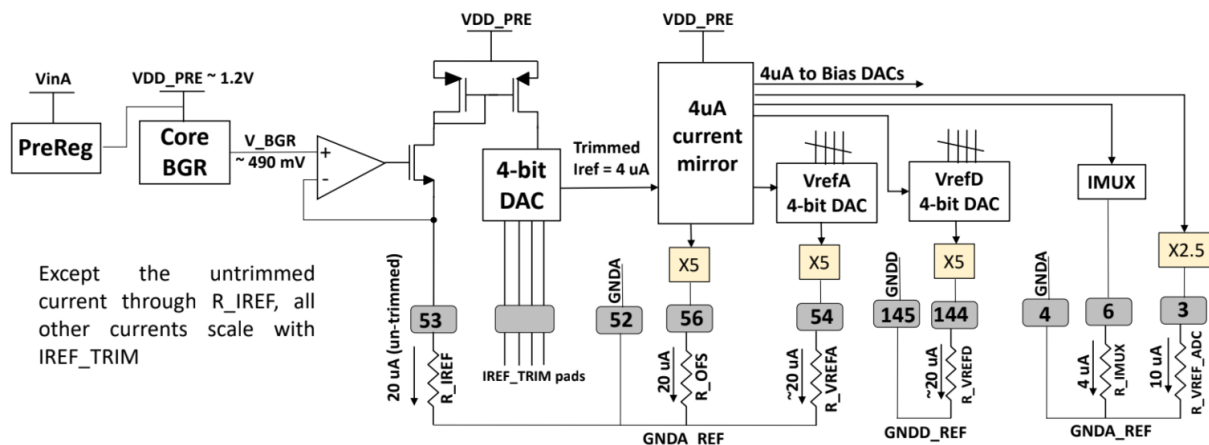 VDD_PRE
VDD_PRE
VinA
VDD_PRE ~ 1.2V
PreReg
Core
BGR
V_BGR
~ 490 mV
+
-
4-bit
DAC
Trimmed
Iref = 4 uA
4uA
current
mirror
4uA to Bias DACs
VrefA
4-bit DAC
VrefD
4-bit DAC
IMUX
X5
X5
X5
X2.5
Except the untrimmed
current through R_IREF, all
other currents scale with
IREF_TRIM
20 uA (un-trimmed)
53
R_IREF
IREF_TRIM pads
GNDA
52
56
20 uA
R_OFS
54
~20 uA
R_VREFA
GNDD
145
144
~20 uA
R_VREFD
GNDA
4
6
4 uA
R_IMUX
3
10 uA
R_VREF_ADC
GNDA_REF
GNDD_REF
GNDA_REF